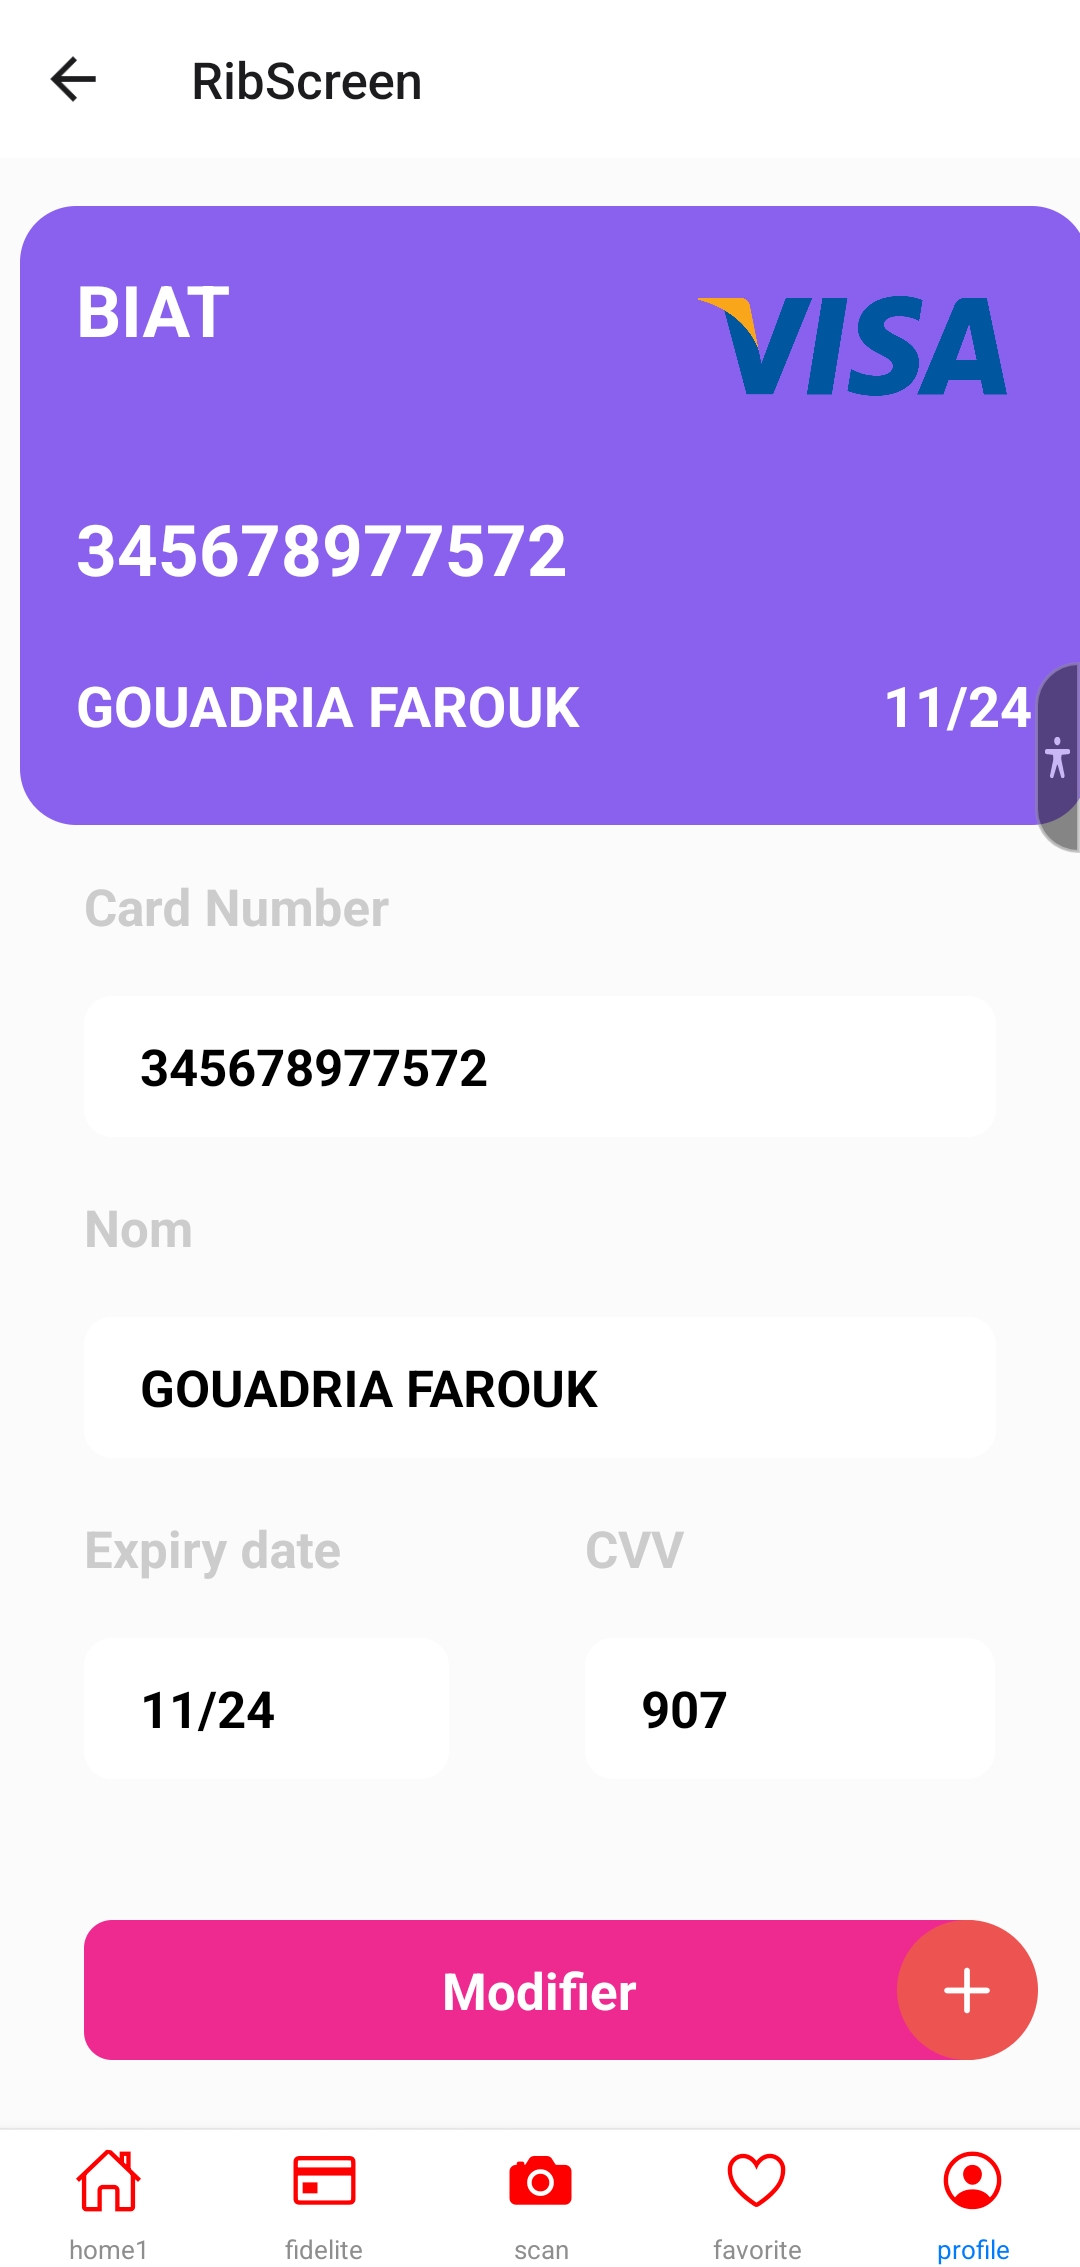 RibScreen
BIAT
VISA
345678977572
GOUADRIA FAROUK 11/24
Card Number
345678977572
Nom
GOUADRIA FAROUK
Expiry date CVV
11/24 907
Modifier
home1 fidelite scan favorite profile